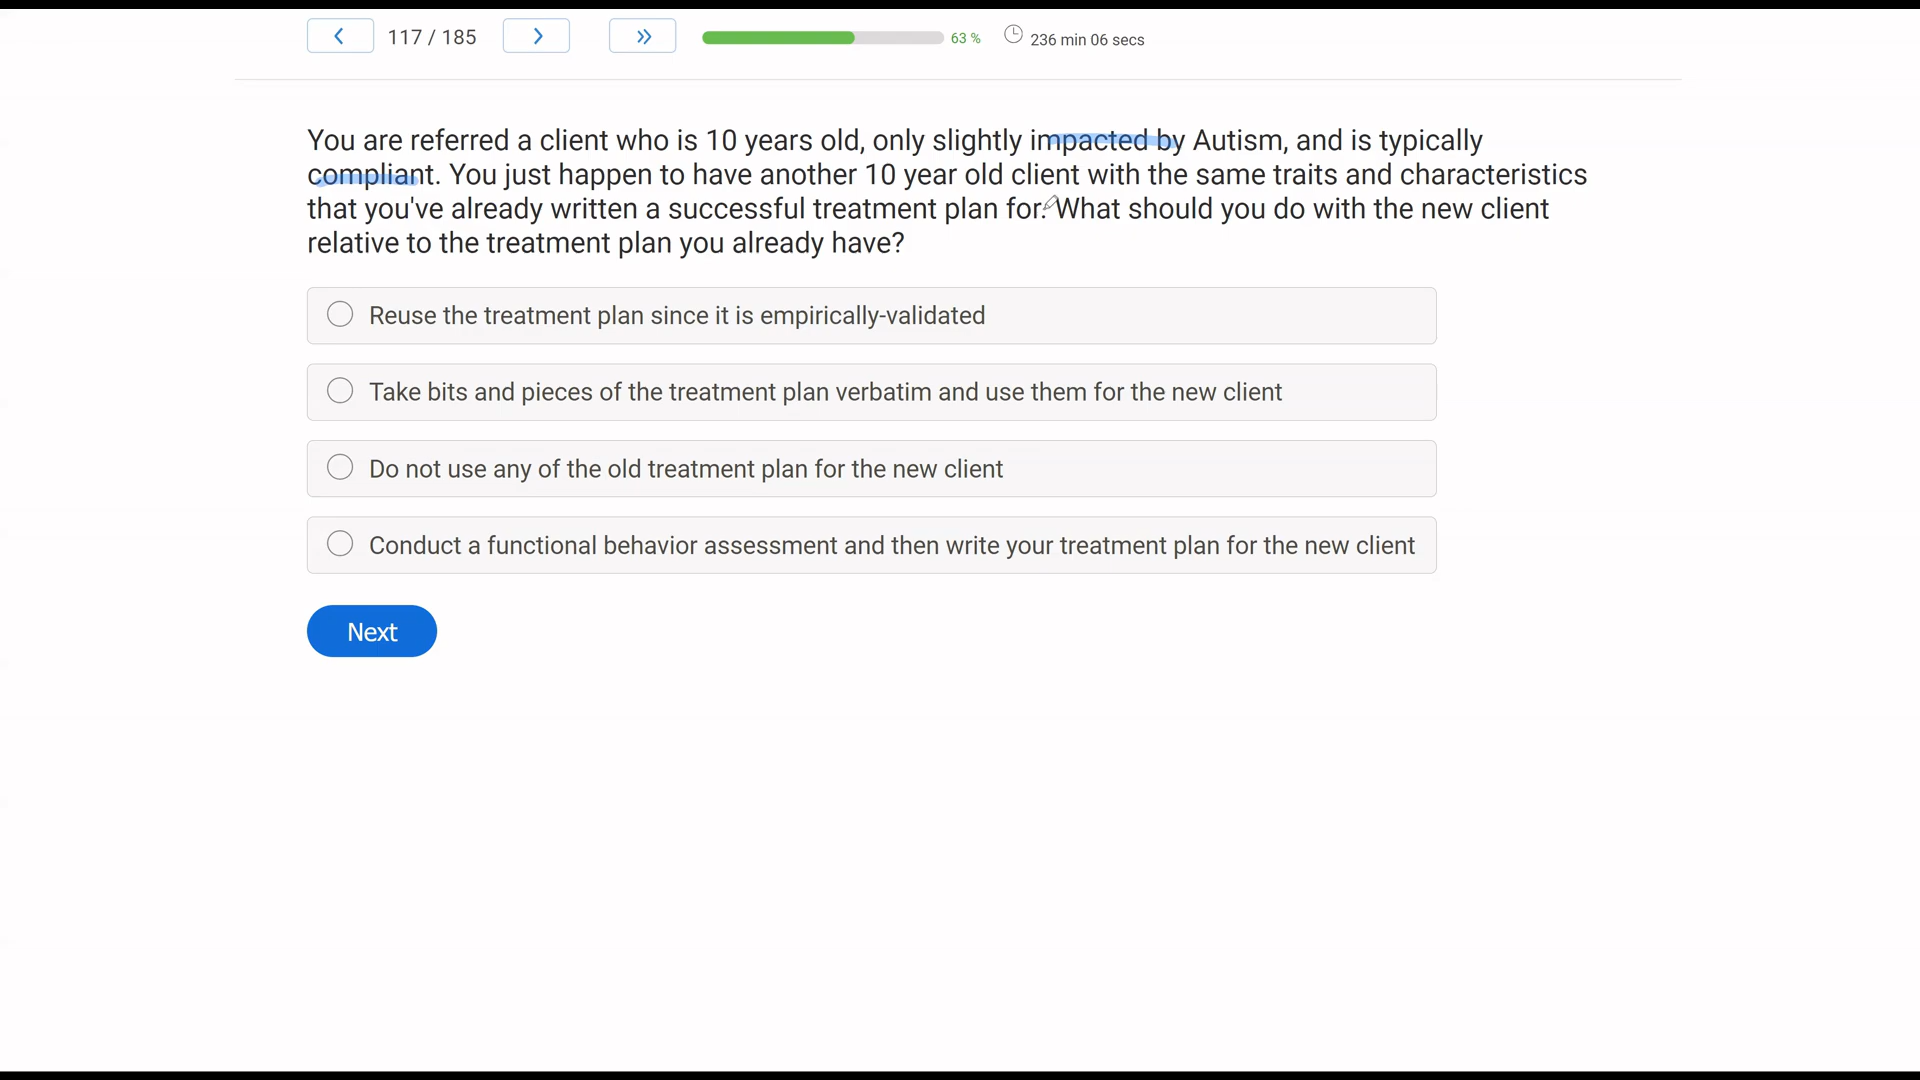 117 / 185
63 %
236 min 06 secs
You are referred a client who is 10 years old, only slightly impacted by Autism, and is typically
compliant. You just happen to have another 10 year old client with the same traits and characteristics
that you've already written a successful treatment plan for. What should you do with the new client
relative to the treatment plan you already have?
Reuse the treatment plan since it is empirically-validated
Take bits and pieces of the treatment plan verbatim and use them for the new client
Do not use any of the old treatment plan for the new client
Conduct a functional behavior assessment and then write your treatment plan for the new client
Next